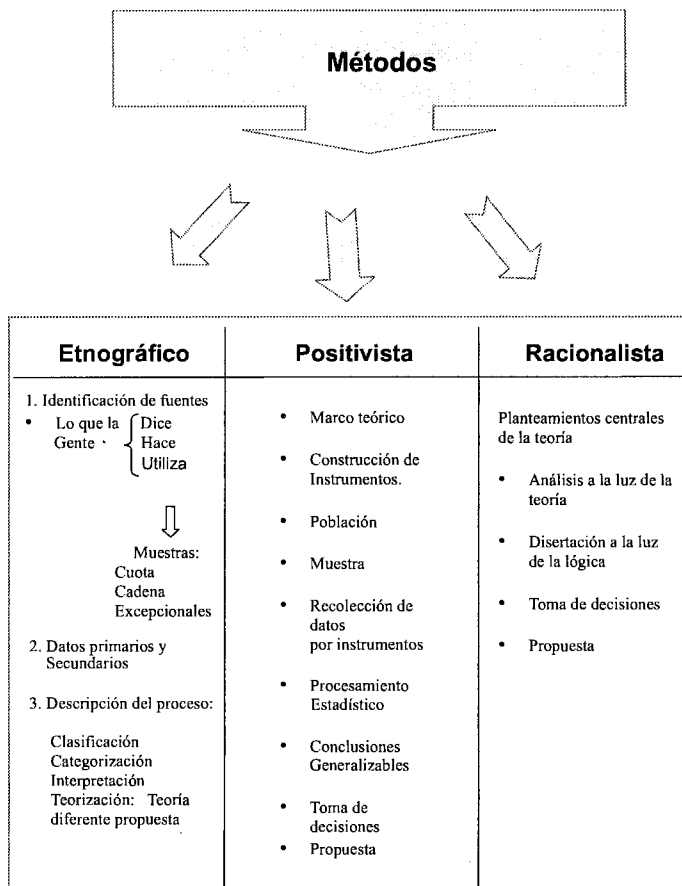 Métodos
Etnográfico
1. Identificación de fuentes
• Lo que la
Gente
Dice
Hace
Utiliza
Muestras:
Cuota
Cadena
Excepcionales
2. Datos primarios y
Secundarios
3. Descripción del proceso:
Clasificación
Categorización
Interpretación
Teorización: Teoría
diferente propuesta
Positivista
• Marco teórico
• Construcción de
Instrumentos.
• Población
• Muestra
• Recolección de
datos
por instrumentos
• Procesamiento
Estadístico
• Conclusiones
Generalizables
• Toma de
decisiones
• Propuesta
Racionalista
Planteamientos centrales
de la teoría
• Análisis a la luz de la
teoría
• Disertación a la luz
de la lógica
• Toma de decisiones
• Propuesta